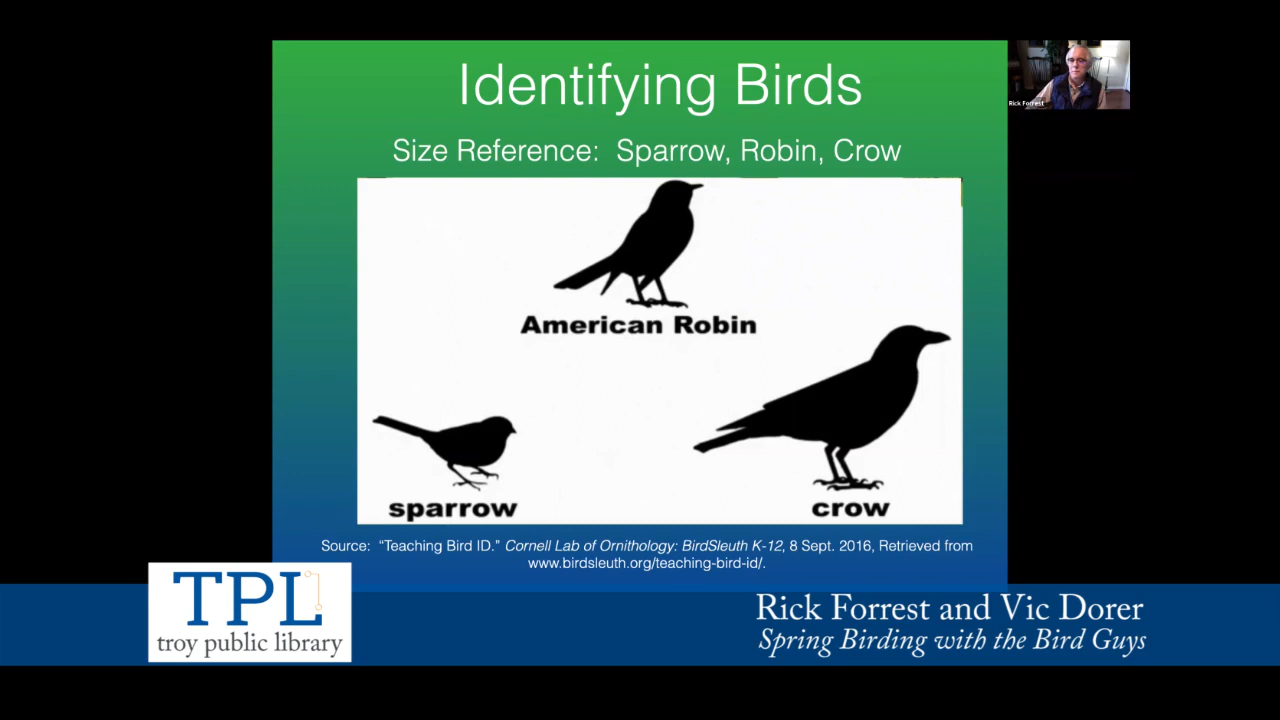 Identifying Birds
Size Reference: Sparrow, Robin, Crow
Rick Forrest
American Robin
sparrow
crow
Source: “Teaching Bird ID.” Cornell Lab of Ornithology: BirdSleuth K-12, 8 Sept. 2016, Retrieved from
www.birdsleuth.org/teaching-bird-id/.
TPL
troy public library
Rick Forrest and Vic Dorer
Spring Birding with the Bird Guys